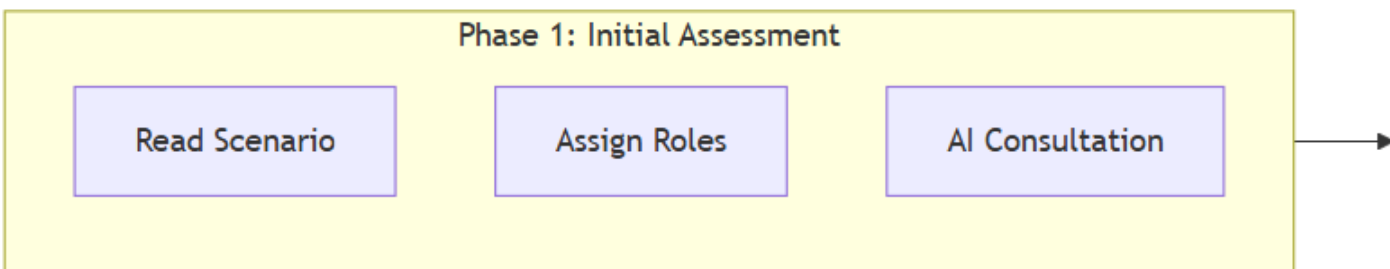 Phase 1: Initial Assessment
Read Scenario
Assign Roles
AI Consultation